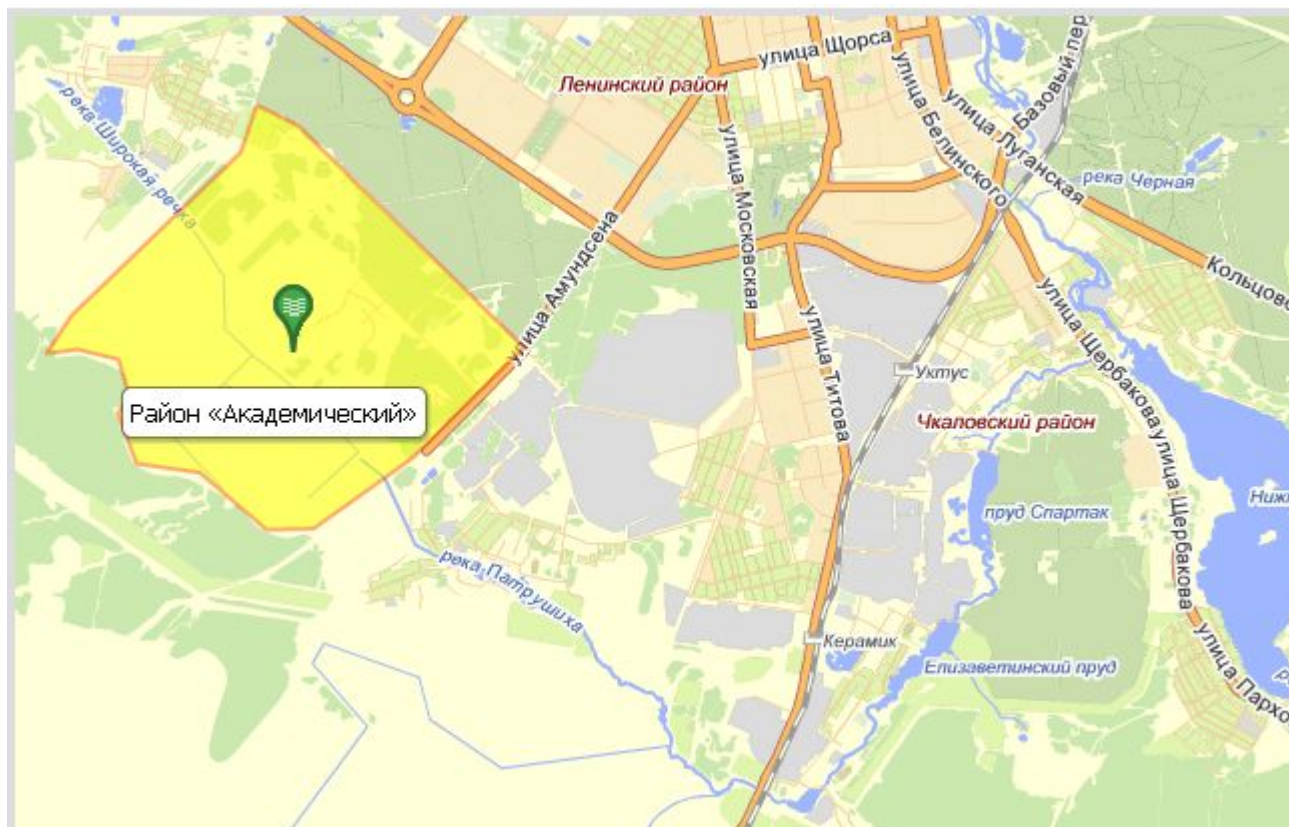 улица Щорса
Базовый пер
Ленинский район
река Широкая речка
улица Белинского
улица Луганская
река Черная
улица Московская
улица Амундсена
Кольцово
улица Титова
улица Щербакова
Уктус
Район «Академический»
Чкаловский район
улица Щербакова
пруд Спартак
Нижн
река Патрушиха
Керамик
Елизаветинский пруд
улица Пархо
р